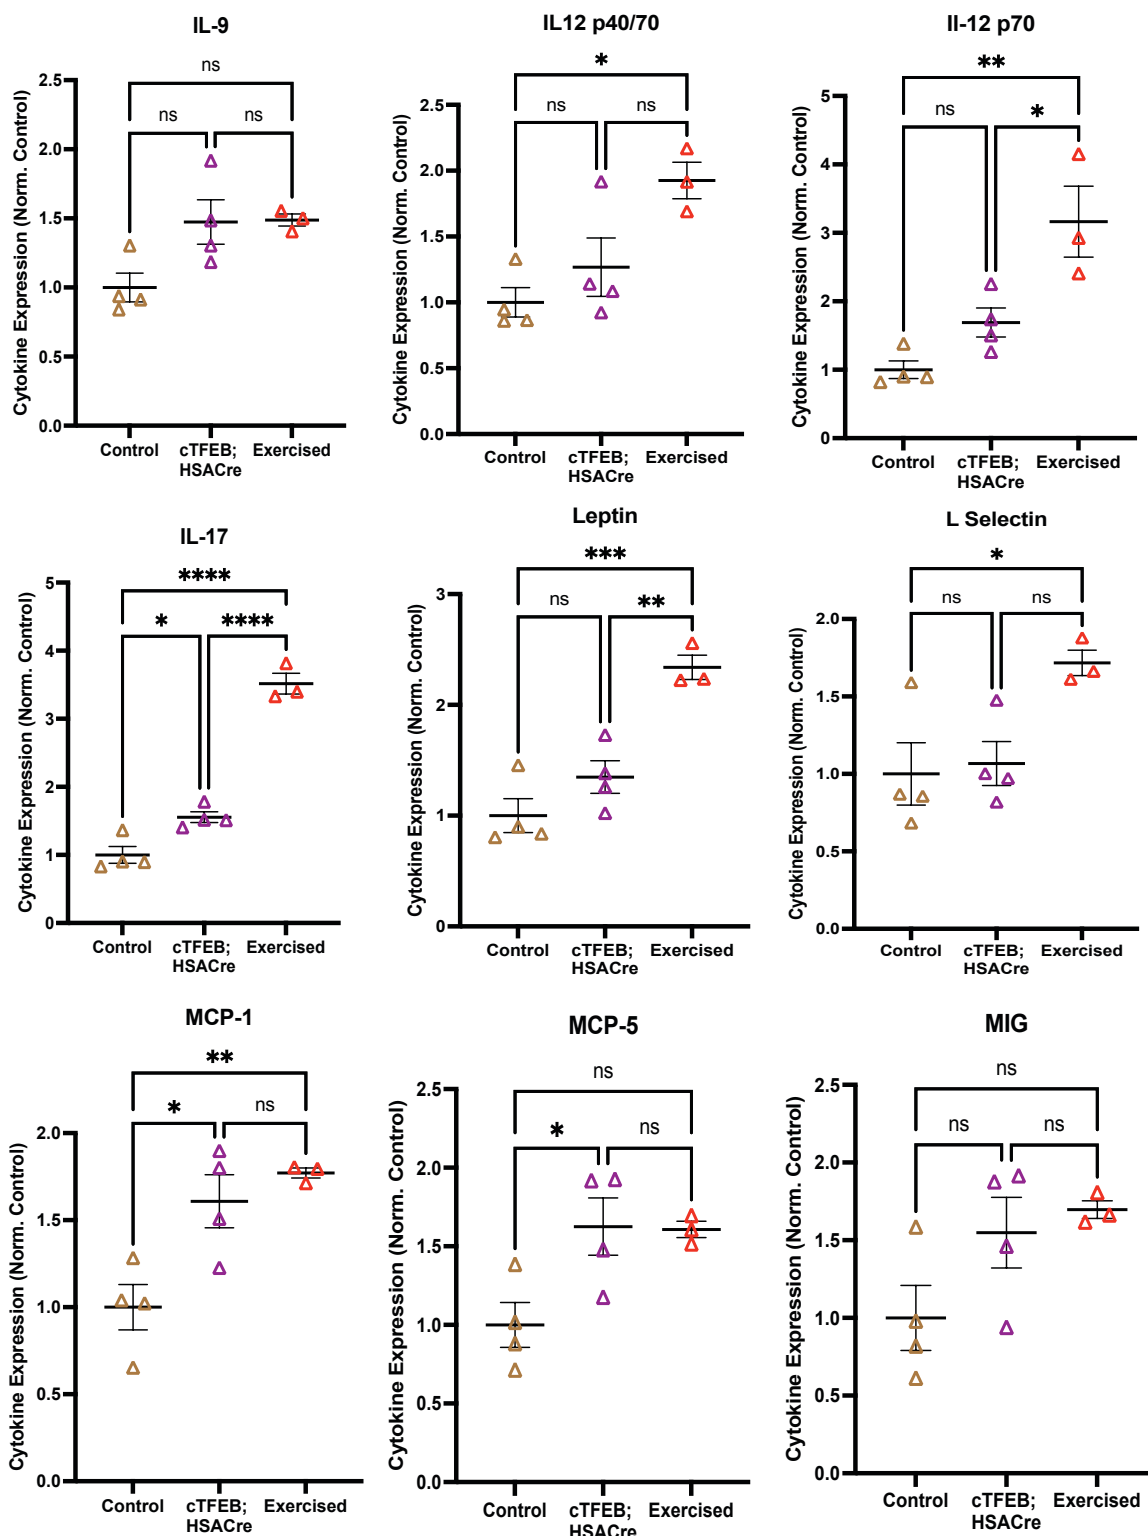 IL-9
ns
ns
ns
Cytokine Expression (Norm. Control)
2.5
2.0
1.5
1.0
0.5
0.0
Control
cTFEB;
HSACre
Exercised
IL12 p40/70
*
ns
ns
Cytokine Expression (Norm. Control)
2.5
2.0
1.5
1.0
0.5
0.0
Control
cTFEB;
HSACre
Exercised
Il-12 p70
**
ns
*
Cytokine Expression (Norm. Control)
5
4
3
2
1
0
Control
cTFEB;
HSACre
Exercised
IL-17
****
*
****
Cytokine Expression (Norm. Control)
5
4
3
2
1
0
Control
cTFEB;
HSACre
Exercised
Leptin
***
ns
**
Cytokine Expression (Norm. Control)
3
2
1
0
Control
cTFEB;
HSACre
Exercised
L Selectin
*
ns
ns
Cytokine Expression (Norm. Control)
2.0
1.5
1.0
0.5
0.0
Control
cTFEB;
HSACre
Exercised
MCP-1
**
*
ns
Cytokine Expression (Norm. Control)
2.0
1.5
1.0
0.5
0.0
Control
cTFEB;
HSACre
Exercised
MCP-5
ns
*
ns
Cytokine Expression (Norm. Control)
2.5
2.0
1.5
1.0
0.5
0.0
Control
cTFEB;
HSACre
Exercised
MIG
ns
ns
ns
Cytokine Expression (Norm. Control)
2.5
2.0
1.5
1.0
0.5
0.0
Control
cTFEB;
HSACre
Exercised